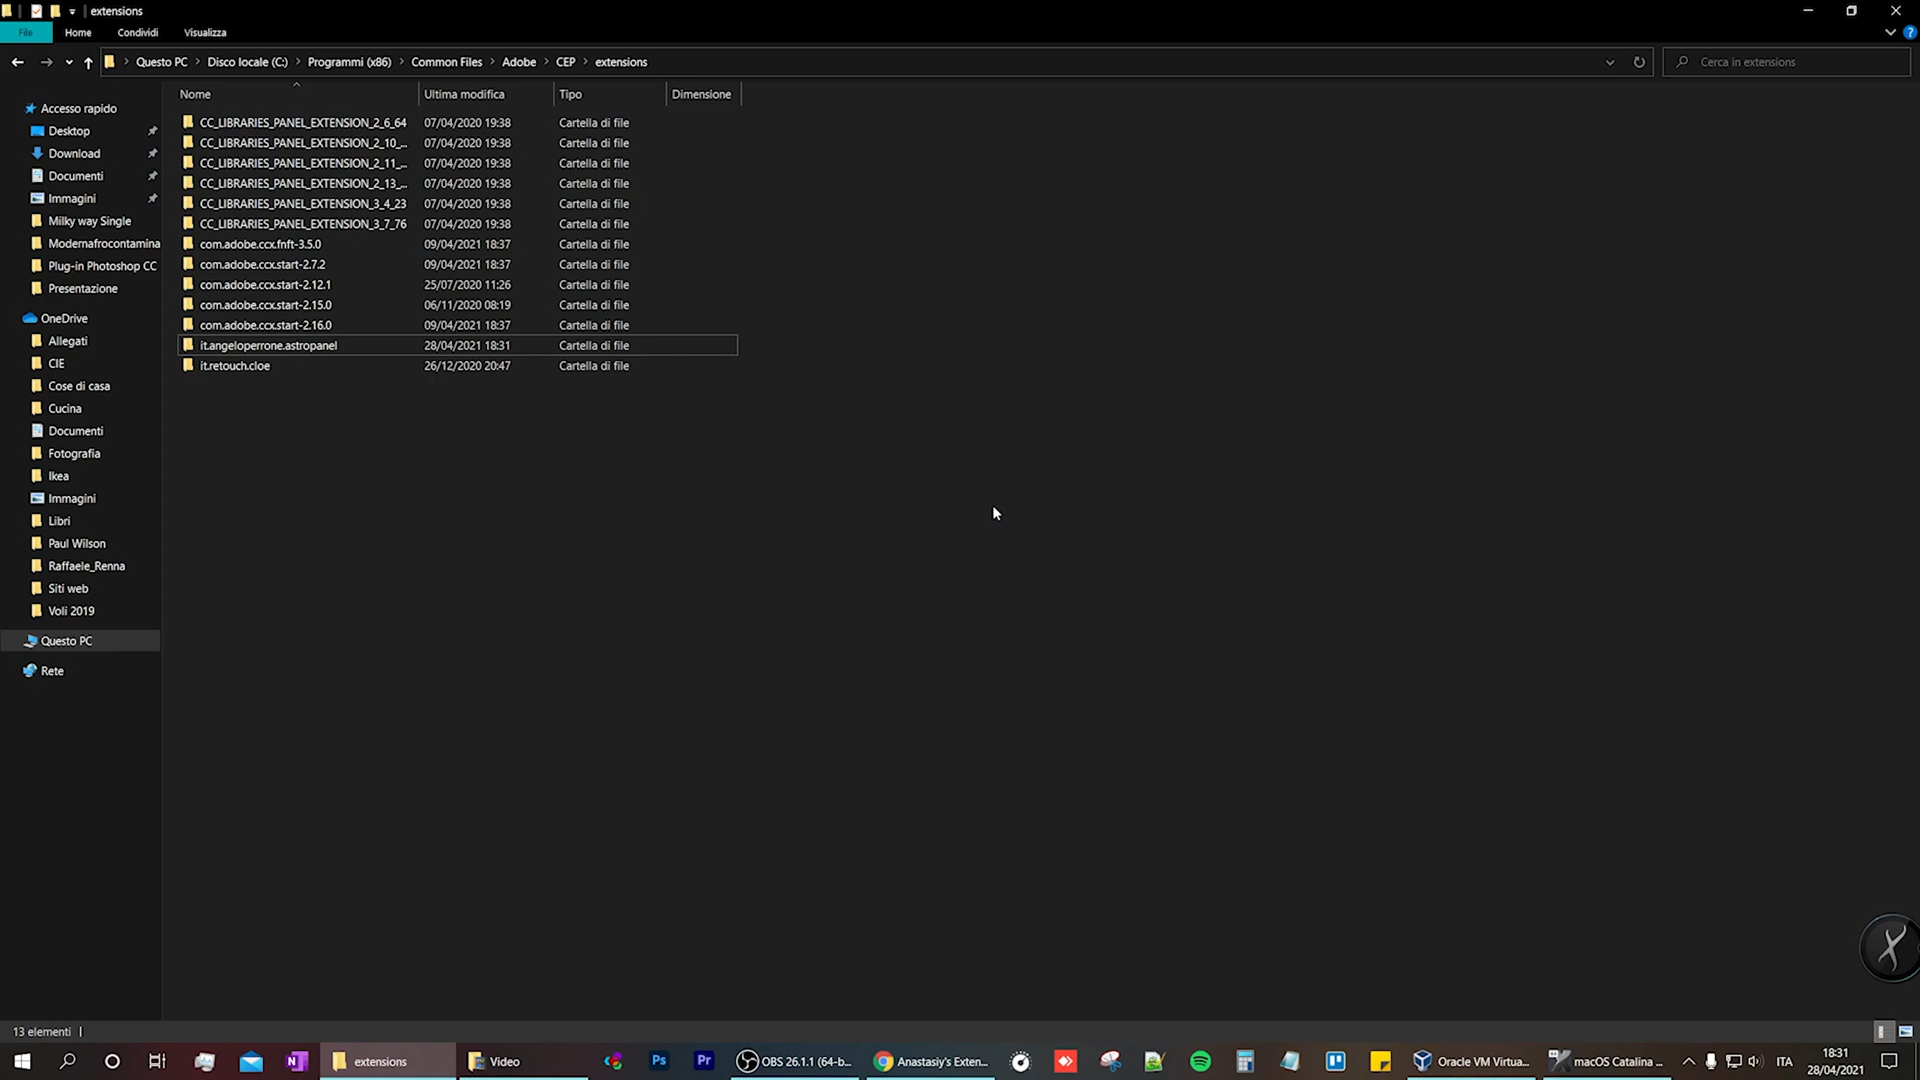 extensions
File Home Condividi Visualizza
Questo PC Disco locale (C:) Programmi (x86) Common Files Adobe CEP extensions
Cerca in extensions
Nome Ultima modifica Tipo Dimensione
CC_LIBRARIES_PANEL_EXTENSION_2_6_64 07/04/2020 19:38 Cartella di file
CC_LIBRARIES_PANEL_EXTENSION_2_10_... 07/04/2020 19:38 Cartella di file
CC_LIBRARIES_PANEL_EXTENSION_2_11_... 07/04/2020 19:38 Cartella di file
CC_LIBRARIES_PANEL_EXTENSION_2_13_... 07/04/2020 19:38 Cartella di file
CC_LIBRARIES_PANEL_EXTENSION_3_4_23 07/04/2020 19:38 Cartella di file
CC_LIBRARIES_PANEL_EXTENSION_3_7_76 07/04/2020 19:38 Cartella di file
com.adobe.ccx.fnft-3.5.0 09/04/2021 18:37 Cartella di file
com.adobe.ccx.start-2.7.2 09/04/2021 18:37 Cartella di file
com.adobe.ccx.start-2.12.1 25/07/2020 11:26 Cartella di file
com.adobe.ccx.start-2.15.0 06/11/2020 08:19 Cartella di file
com.adobe.ccx.start-2.16.0 09/04/2021 18:37 Cartella di file
it.angeloperrone.astropanel 28/04/2021 18:31 Cartella di file
it.retouch.cloe 26/12/2020 20:47 Cartella di file
Accesso rapido
Desktop
Download
Documenti
Immagini
Milky way Single
Modernafrocontamina
Plug-in Photoshop CC
Presentazione
OneDrive
Allegati
CIE
Cose di casa
Cucina
Documenti
Fotografia
Ikea
Immagini
Libri
Paul Wilson
Raffaele_Renna
Siti web
Voli 2019
Questo PC
Rete
13 elementi
N extensions Video Ps Pr OBS 26.1.1 (64-b... Anastasiy's Exten... Oracle VM Virtua... macOS Catalina ... ITA 18:31
28/04/2021